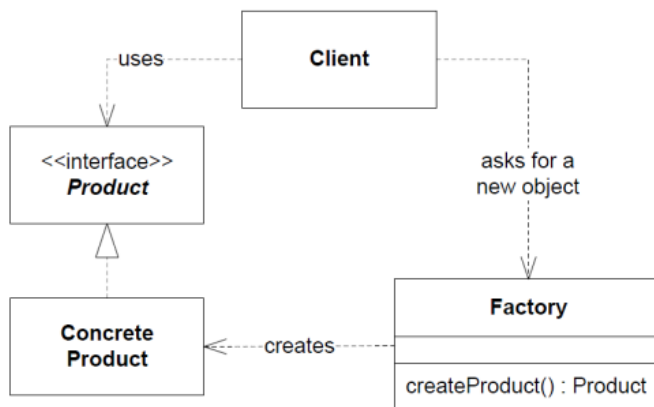 Client
uses
<<interface>>
Product
asks for a
new object
Concrete
Product
creates
Factory
createProduct() : Product